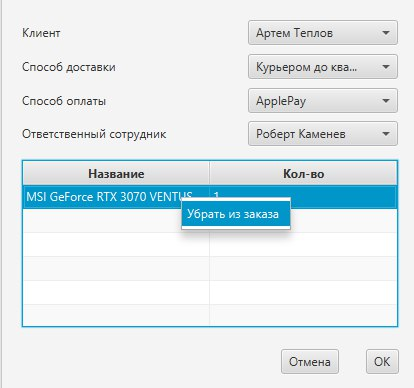 Клиент Артем Теплов
Способ доставки Курьером до ква...
Способ оплаты ApplePay
Ответственный сотрудник Роберт Каменев
Название Кол-во
MSI GeForce RTX 3070 VENTUS 1
Убрать из заказа
Отмена OK